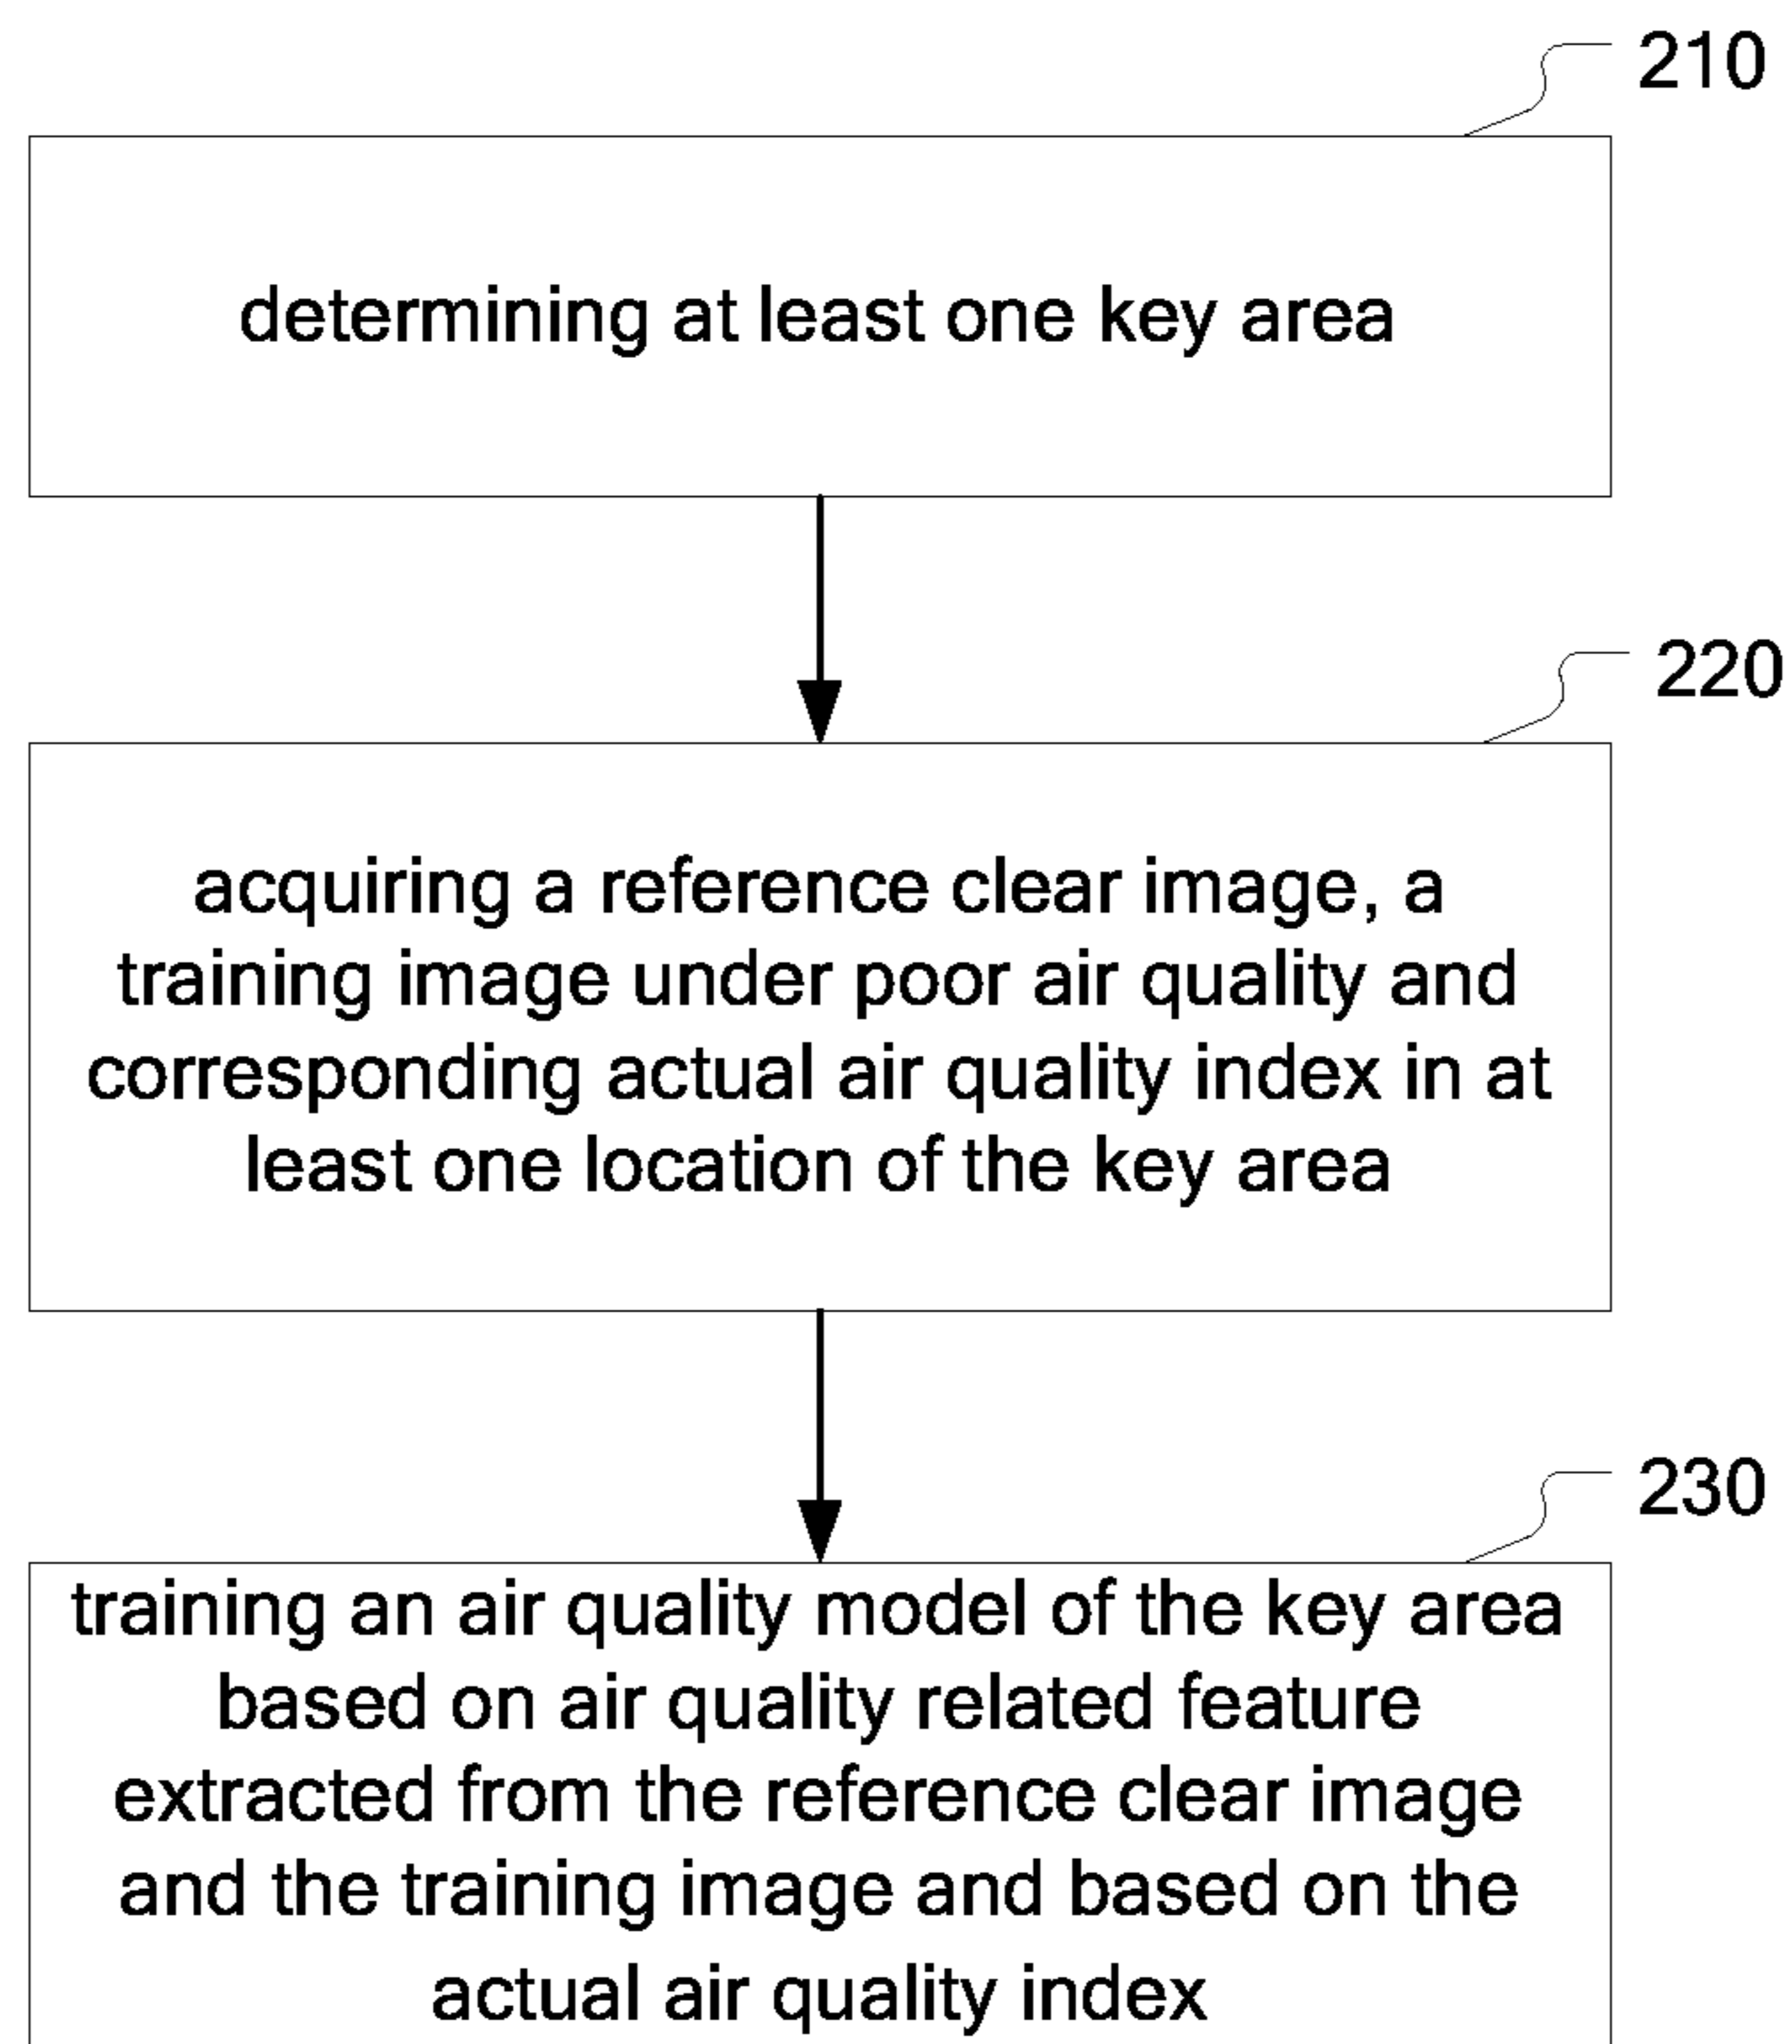 210
determining at least one key area
220
acquiring a reference clear image, a
training image under poor air quality and
corresponding actual air quality index in at
least one location of the key area
230
training an air quality model of the key area
based on air quality related feature
extracted from the reference clear image
and the training image and based on the
actual air quality index